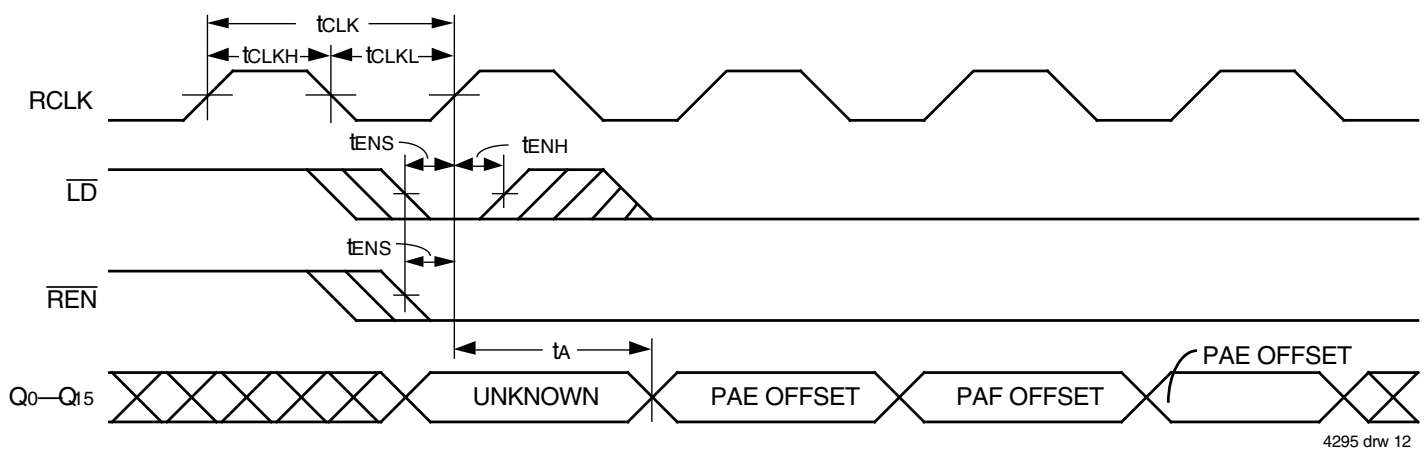 tCLK
tCLKH
tCLKL
RCLK
tENS
tENH
LD
tENS
REN
tA
PAE OFFSET
Q0—Q15
UNKNOWN
PAE OFFSET
PAF OFFSET
4295 drw 12